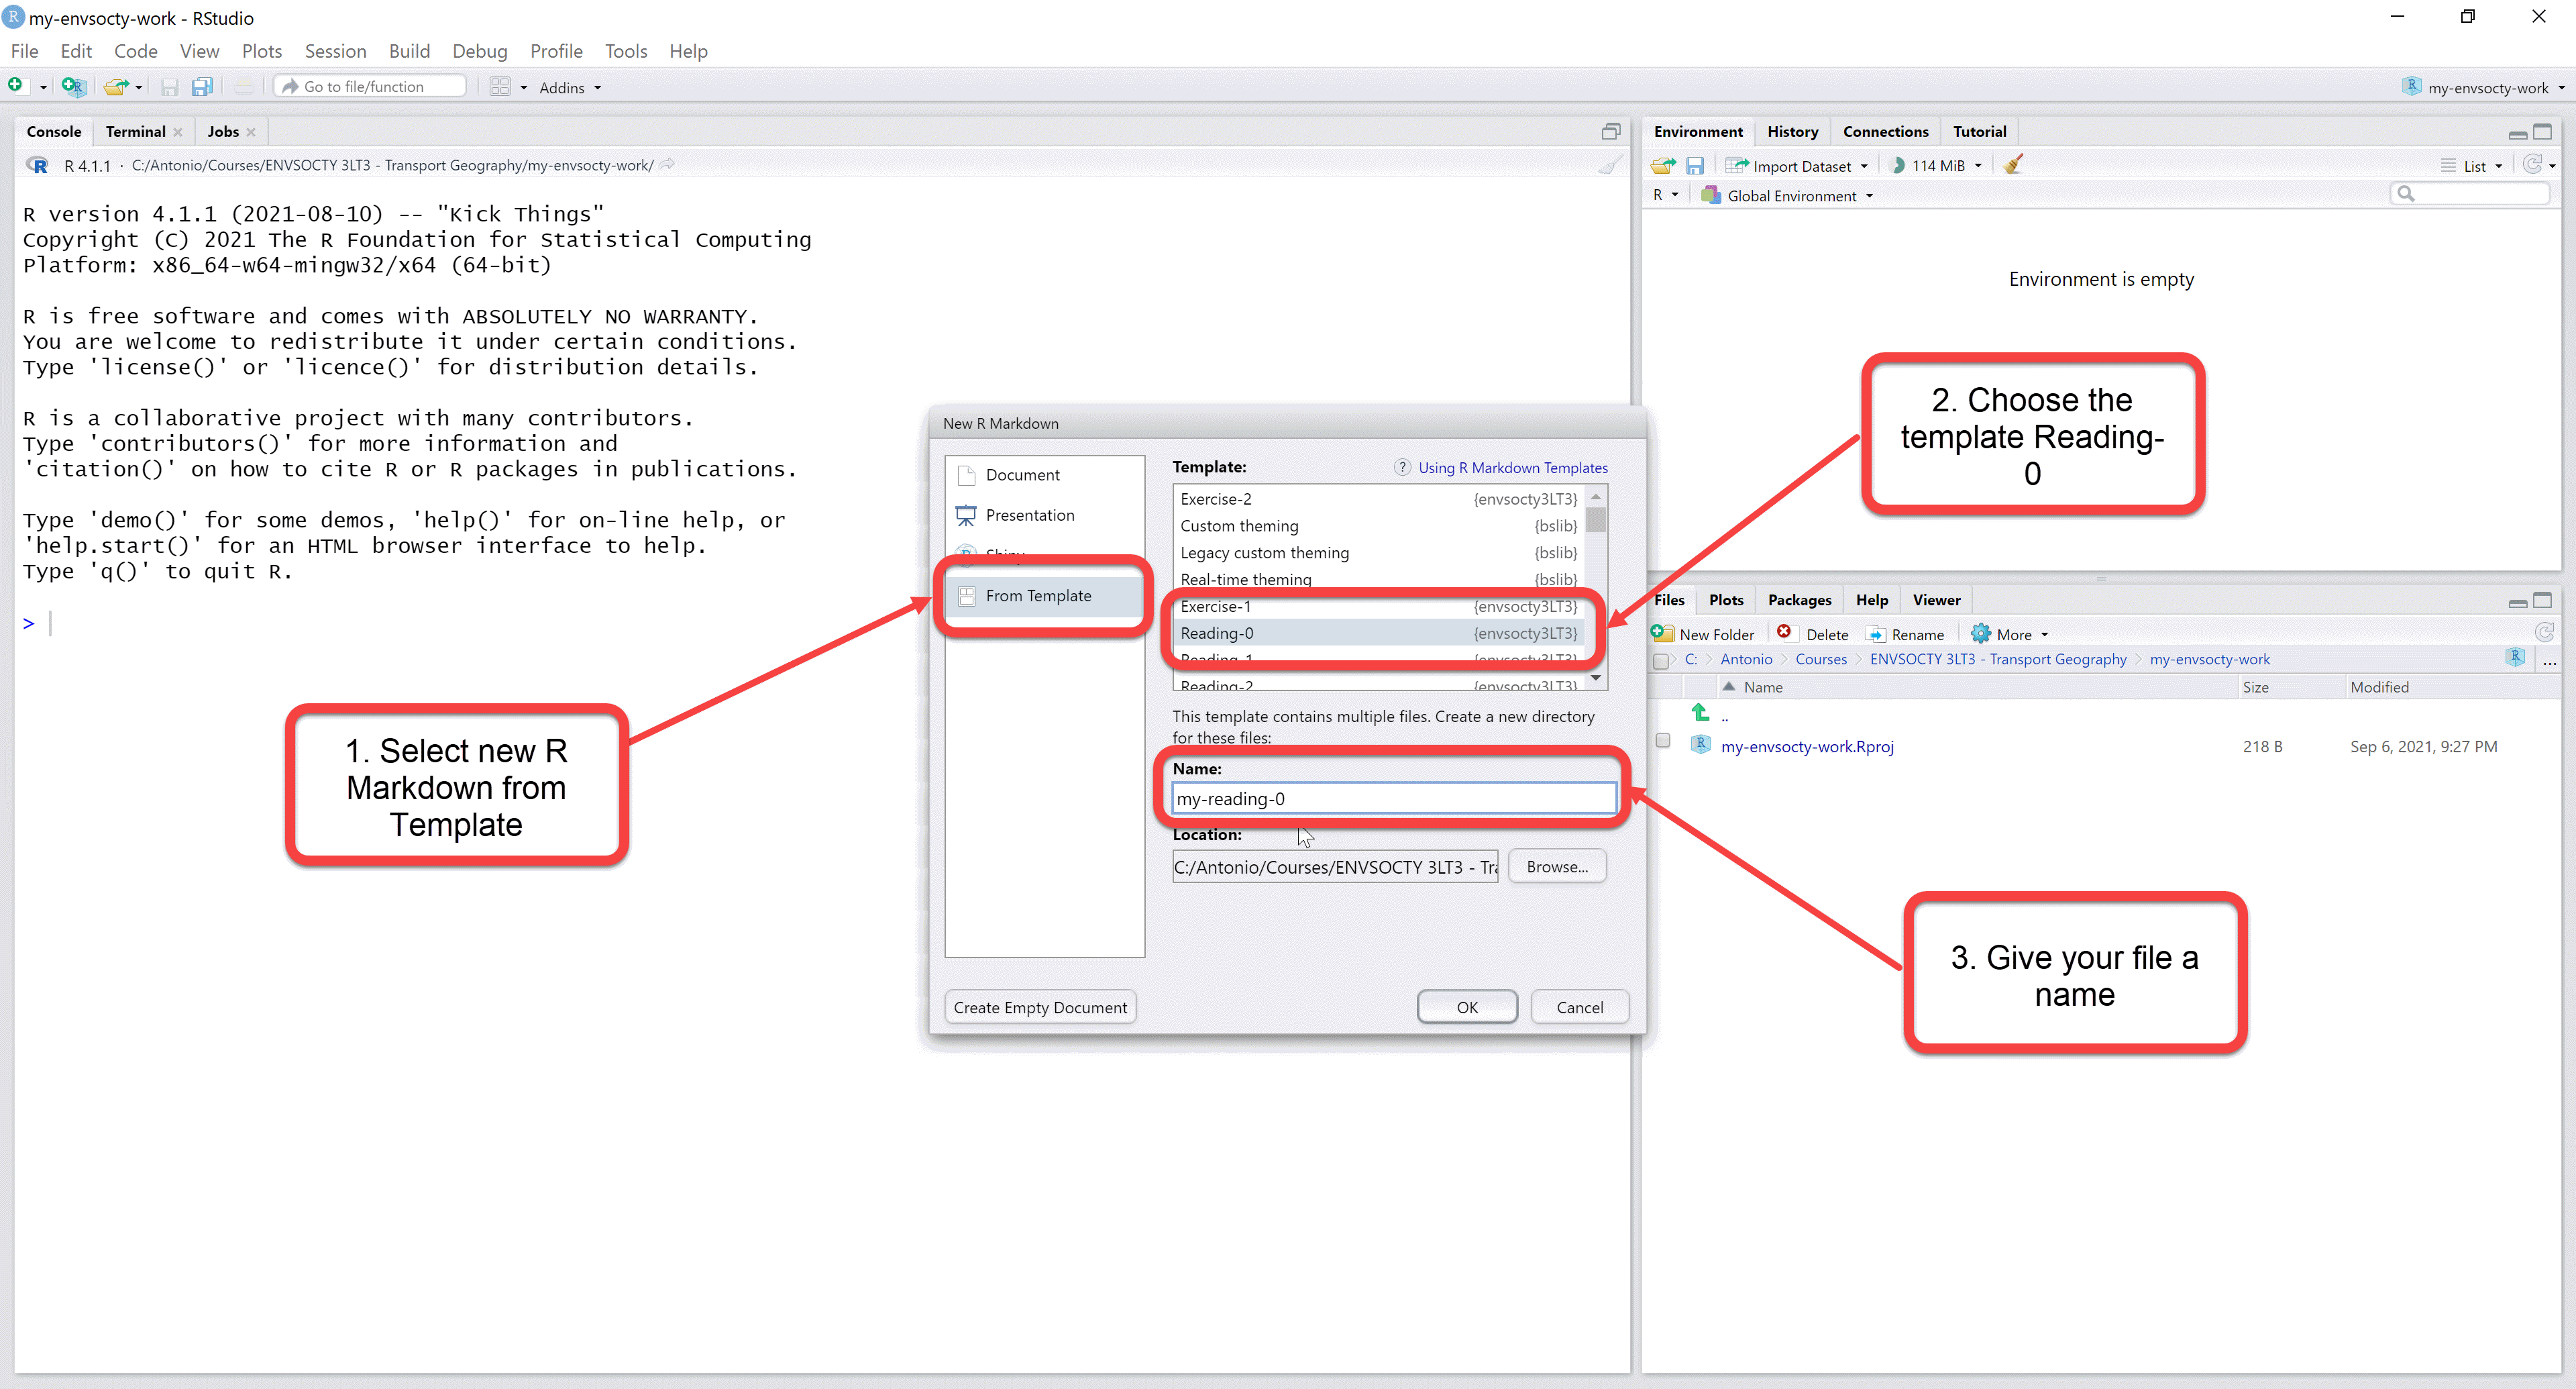 my-envsocty-work - RStudio
File Edit Code View Plots Session Build Debug Profile Tools Help
Go to file/function Addins my-envsocty-work
Console Terminal Jobs
R 4.1.1 · C:/Antonio/Courses/ENVSOCTY 3LT3 - Transport Geography/my-envsocty-work/
R version 4.1.1 (2021-08-10) -- "Kick Things"
Copyright (C) 2021 The R Foundation for Statistical Computing
Platform: x86_64-w64-mingw32/x64 (64-bit)
R is free software and comes with ABSOLUTELY NO WARRANTY.
You are welcome to redistribute it under certain conditions.
Type 'license()' or 'licence()' for distribution details.
R is a collaborative project with many contributors.
Type 'contributors()' for more information and
'citation()' on how to cite R or R packages in publications.
Type 'demo()' for some demos, 'help()' for on-line help, or
'help.start()' for an HTML browser interface to help.
Type 'q()' to quit R.
>
1. Select new R
Markdown from
Template
New R Markdown
Document
Presentation
Shiny
From Template
Template: Using R Markdown Templates
Exercise-2 {envsocty3LT3}
Custom theming {bslib}
Legacy custom theming {bslib}
Real-time theming {bslib}
Exercise-1 {envsocty3LT3}
Reading-0 {envsocty3LT3}
Reading-1 {envsocty3LT3}
Reading-2 {envsocty3LT3}
This template contains multiple files. Create a new directory
for these files:
Name:
my-reading-0
Location:
C:/Antonio/Courses/ENVSOCTY 3LT3 - Tra Browse...
Create Empty Document OK Cancel
Environment History Connections Tutorial
Import Dataset 114 MiB List
R Global Environment
Environment is empty
2. Choose the
template Reading-
0
Files Plots Packages Help Viewer
New Folder Delete Rename More
C: Antonio Courses ENVSOCTY 3LT3 - Transport Geography my-envsocty-work ...
Name Size Modified
..
my-envsocty-work.Rproj 218 B Sep 6, 2021, 9:27 PM
3. Give your file a
name